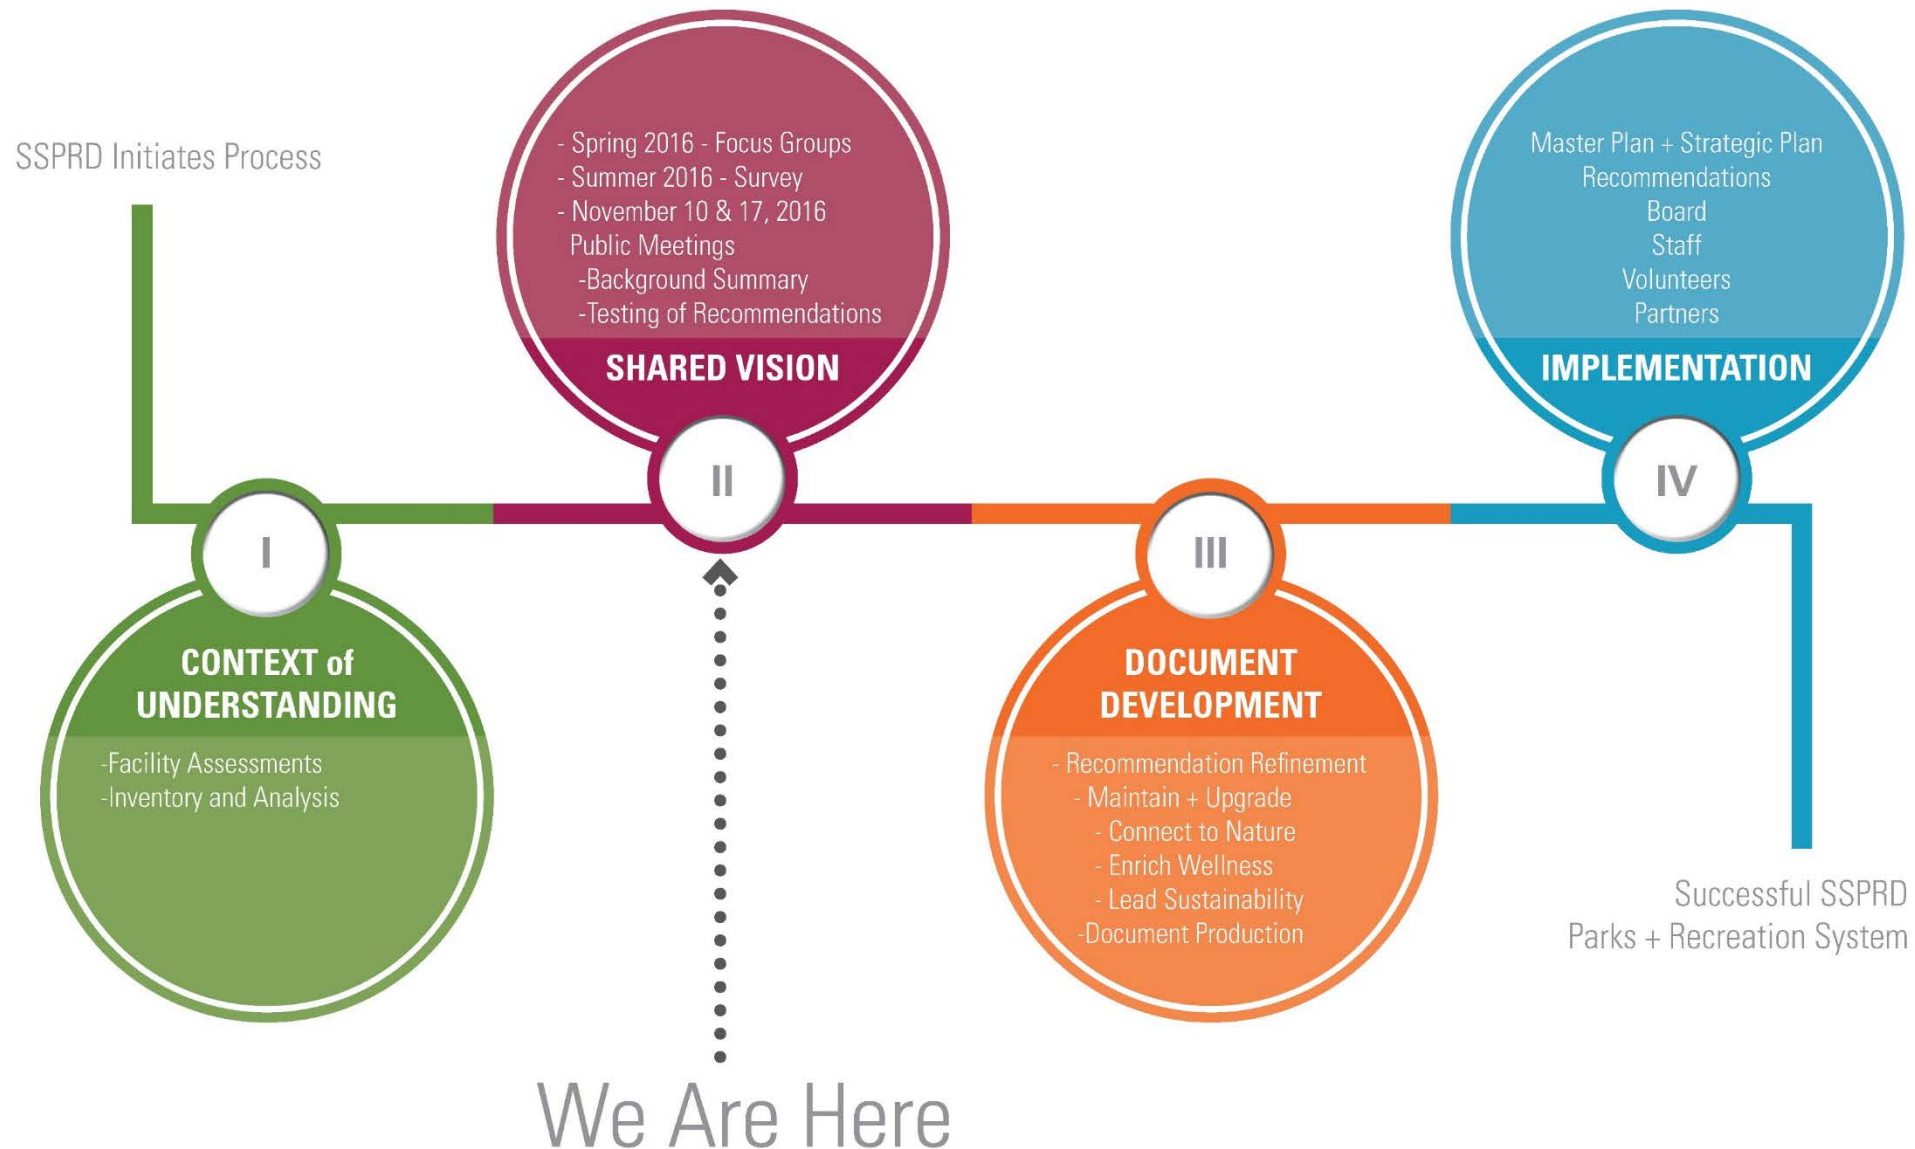 SSPRD Initiates Process
I
CONTEXT of
UNDERSTANDING
-Facility Assessments
-Inventory and Analysis
- Spring 2016 - Focus Groups
- Summer 2016 - Survey
- November 10 & 17, 2016
Public Meetings
-Background Summary
-Testing of Recommendations
SHARED VISION
II
We Are Here
III
DOCUMENT
DEVELOPMENT
- Recommendation Refinement
- Maintain + Upgrade
- Connect to Nature
- Enrich Wellness
- Lead Sustainability
-Document Production
Master Plan + Strategic Plan
Recommendations
Board
Staff
Volunteers
Partners
IMPLEMENTATION
IV
Successful SSPRD
Parks + Recreation System